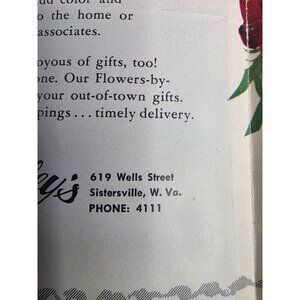 color and
to the home or
associates.
joyous of gifts, too!
one. Our Flowers-by-
your out-of-town gifts.
pings . . . timely delivery.
619 Wells Street
Sistersville, W. Va.
PHONE: 4111